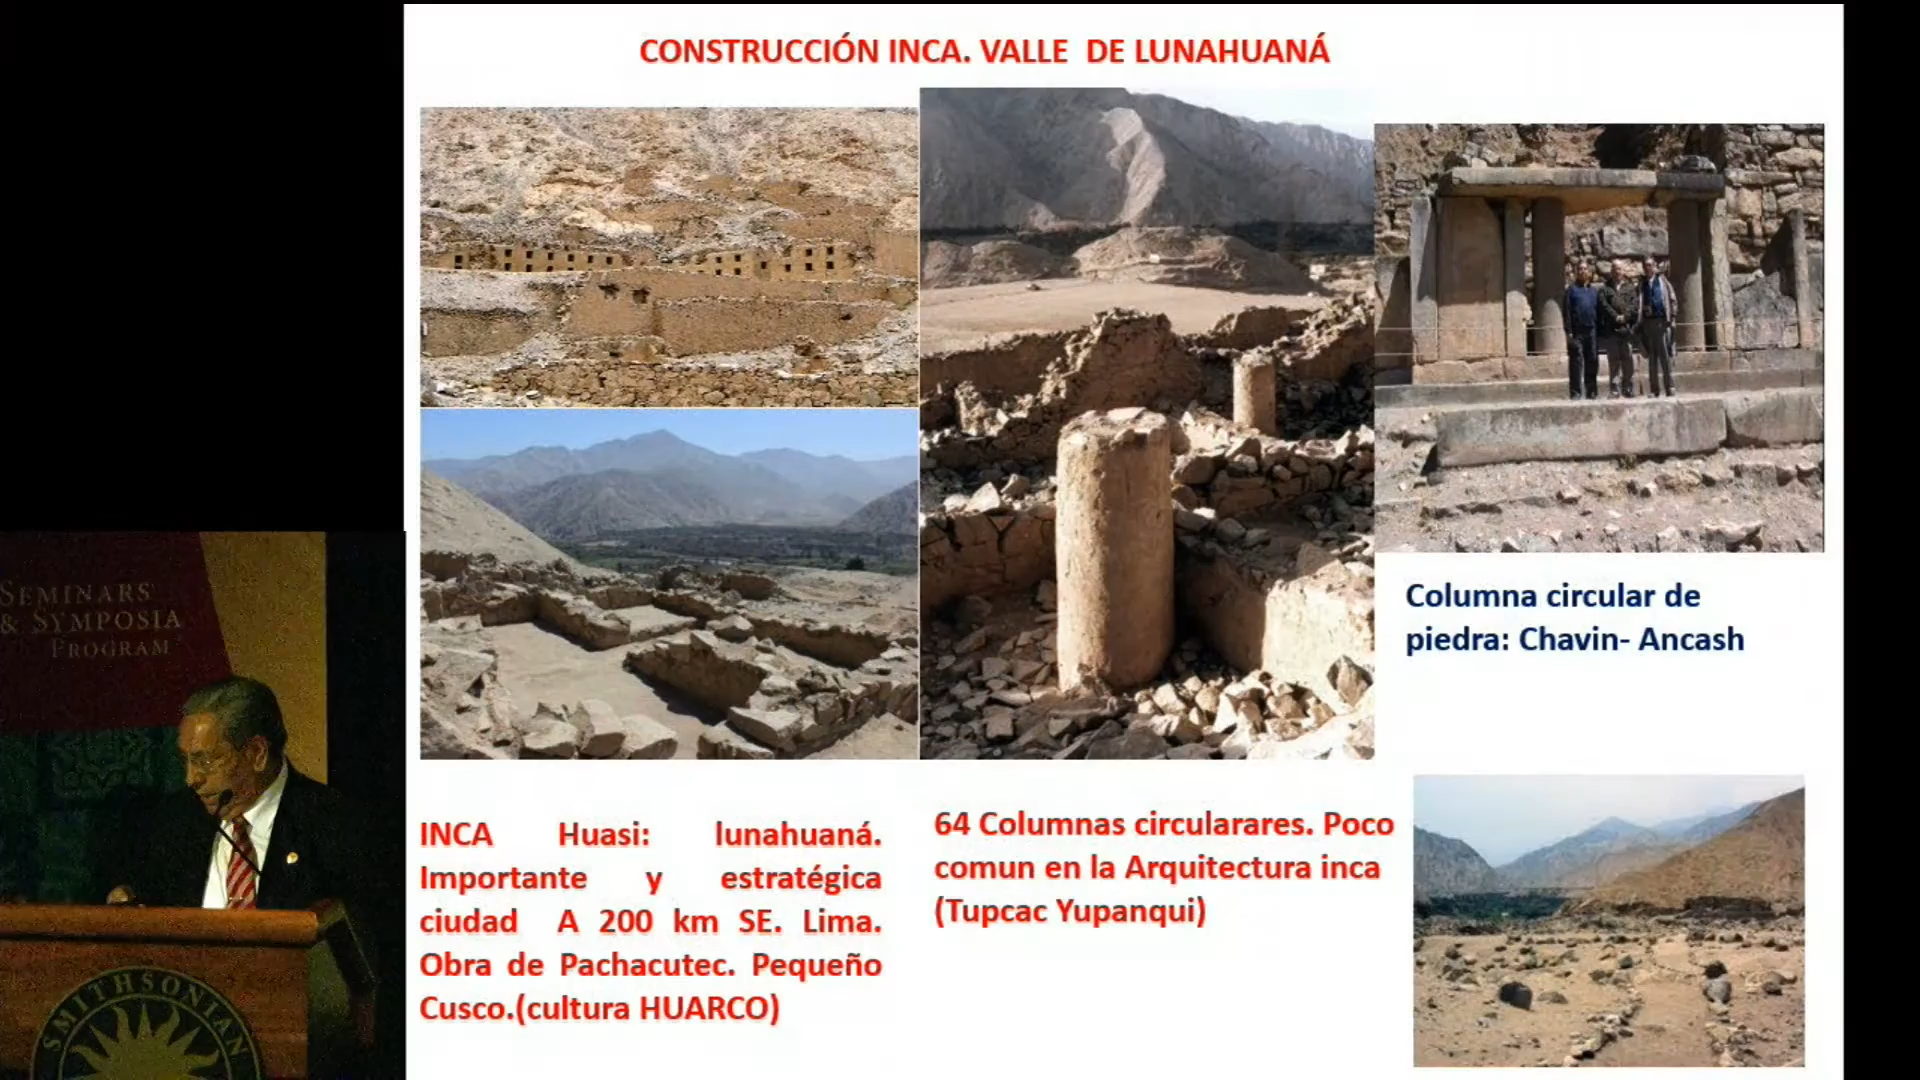 CONSTRUCCIÓN INCA. VALLE DE LUNAHUANÁ
Columna circular de
piedra: Chavin- Ancash
INCA Huasi: lunahuaná.
Importante y estratégica
ciudad A 200 km SE. Lima.
Obra de Pachacutec. Pequeño
Cusco.(cultura HUARCO)
64 Columnas circularares. Poco
comun en la Arquitectura inca
(Tupcac Yupanqui)
SEMINARS
& SYMPOSIA
PROGRAM
SMITHSONIAN